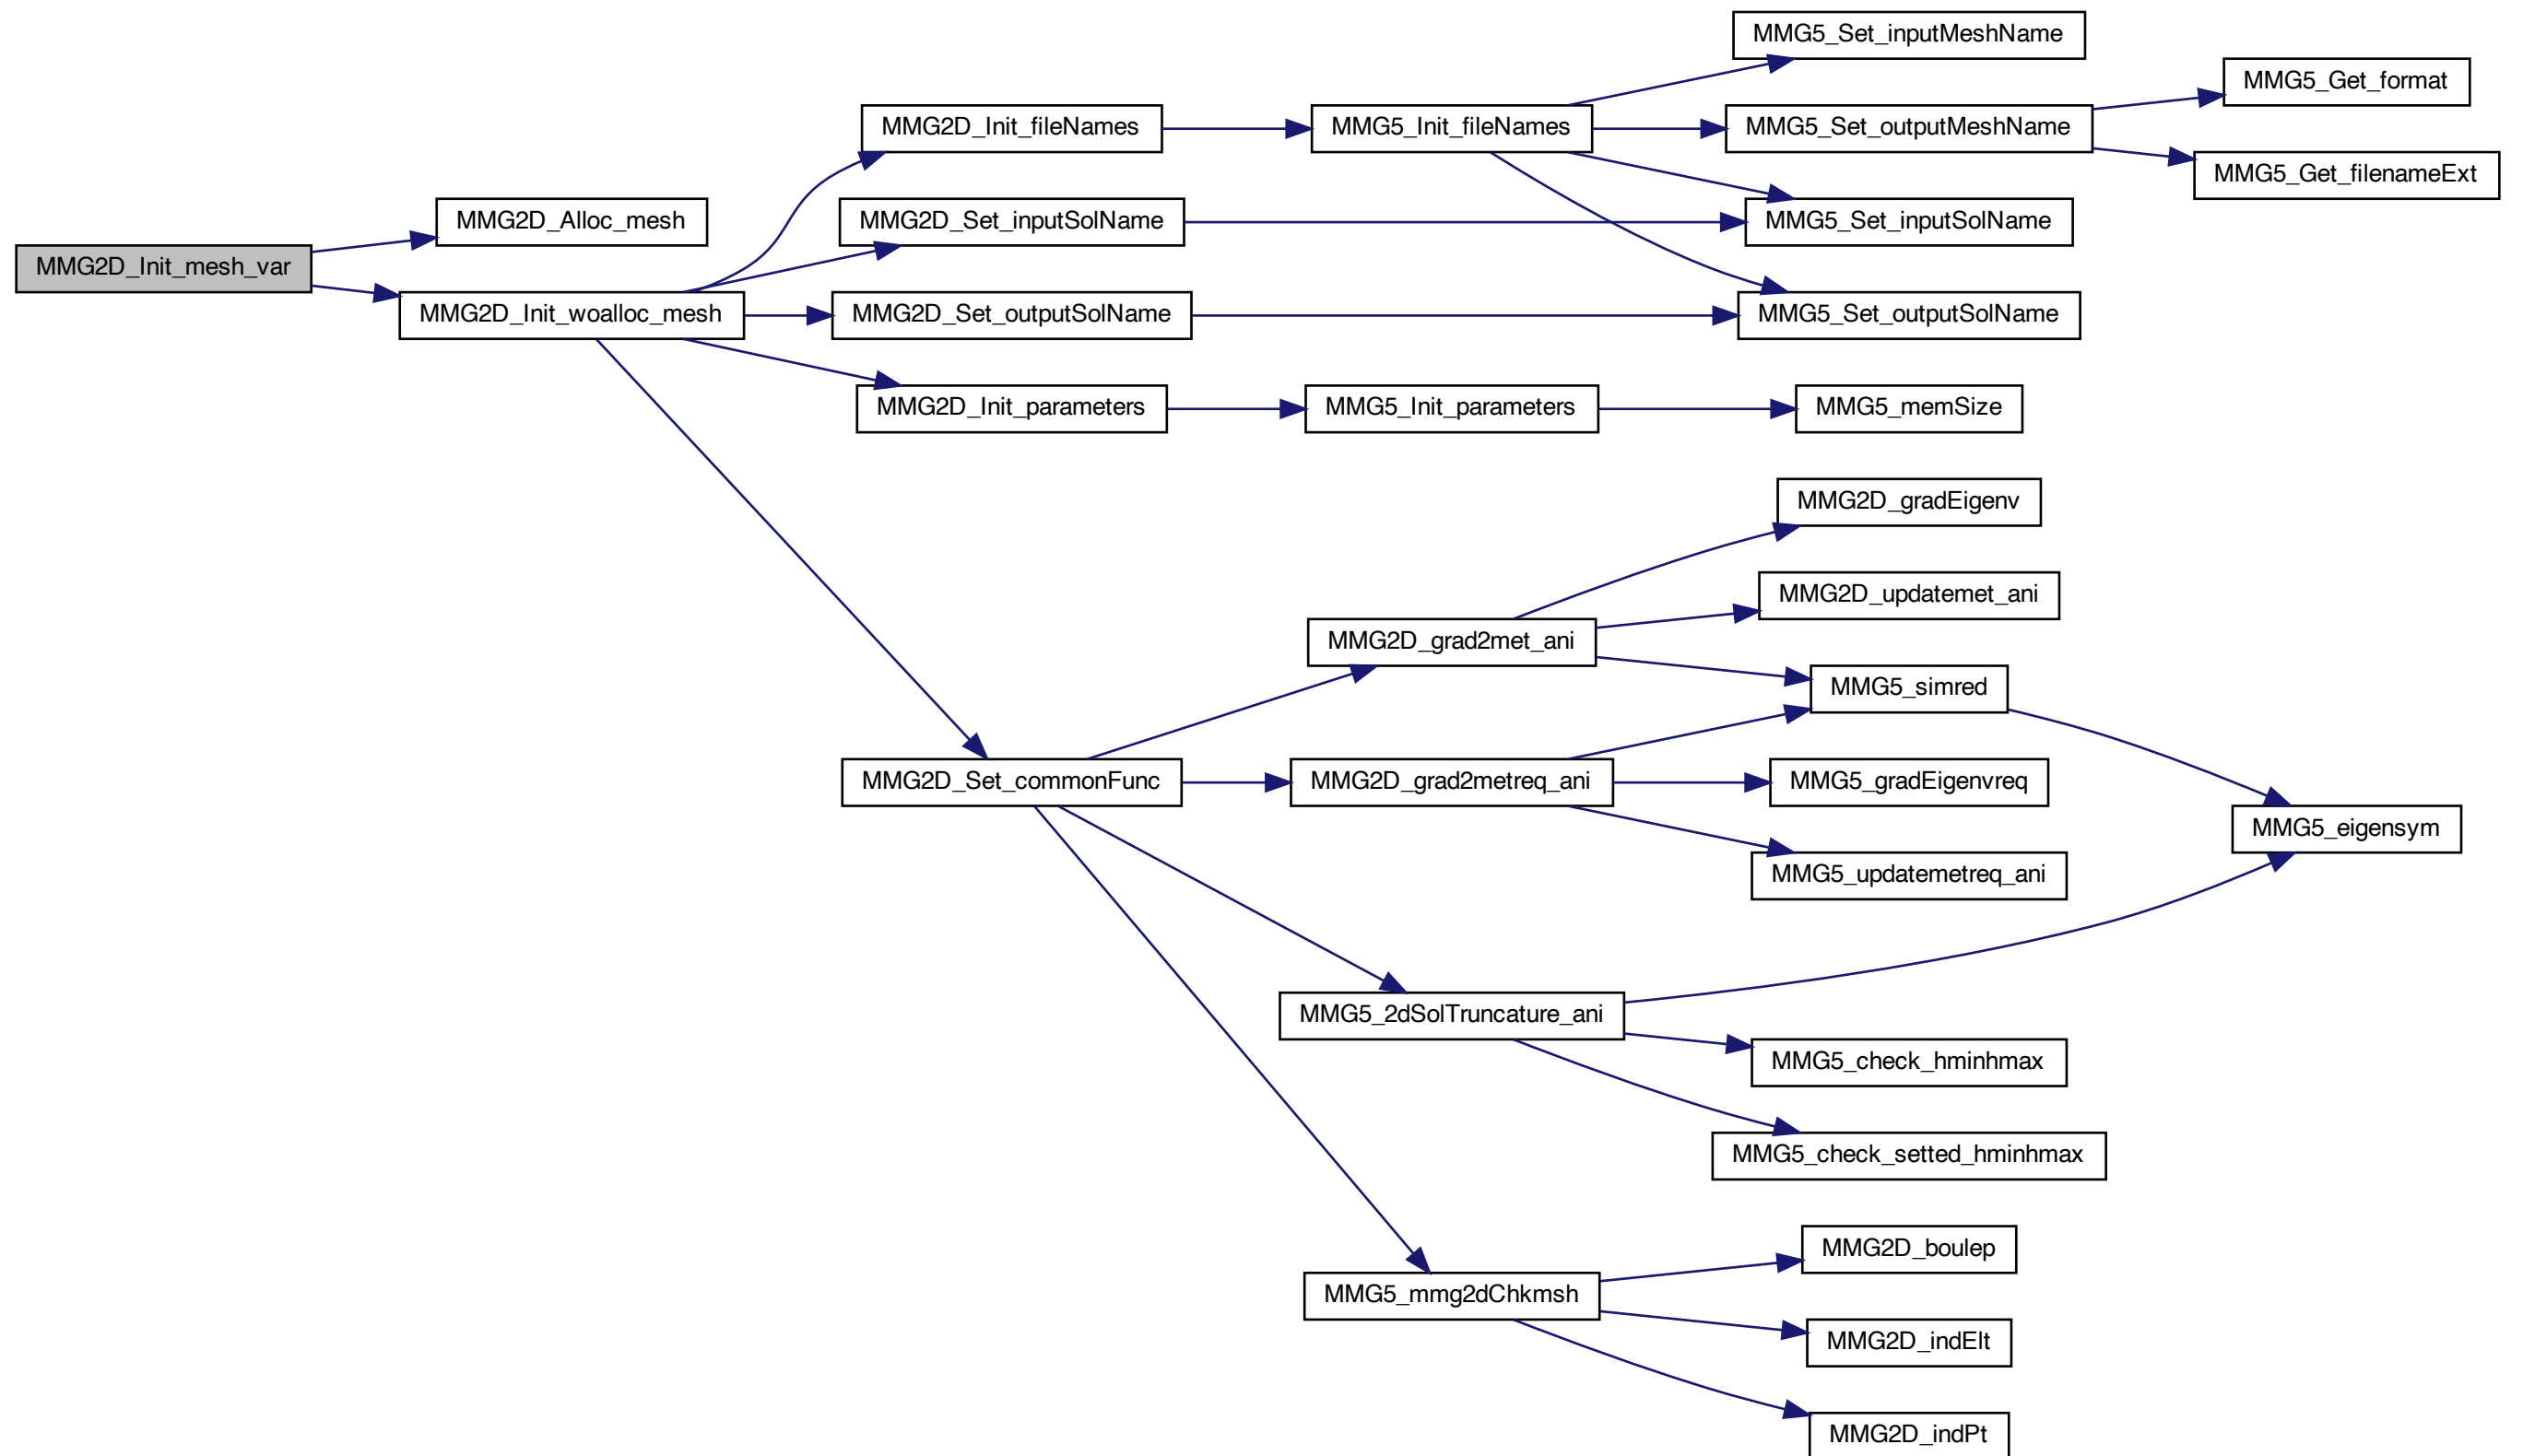 MMG5_Set_inputMeshName
MMG5_Get_format
MMG2D_Init_fileNames
MMG5_Init_fileNames
MMG5_Set_outputMeshName
MMG5_Get_filenameExt
MMG2D_Alloc_mesh
MMG2D_Set_inputSolName
MMG5_Set_inputSolName
MMG2D_Init_mesh_var
MMG2D_Init_woalloc_mesh
MMG2D_Set_outputSolName
MMG5_Set_outputSolName
MMG2D_Init_parameters
MMG5_Init_parameters
MMG5_memSize
MMG2D_gradEigenv
MMG2D_updatemet_ani
MMG2D_grad2met_ani
MMG5_simred
MMG2D_Set_commonFunc
MMG2D_grad2metreq_ani
MMG5_gradEigenvreq
MMG5_eigensym
MMG5_updatemetreq_ani
MMG5_2dSolTruncature_ani
MMG5_check_hminhmax
MMG5_check_setted_hminhmax
MMG2D_boulep
MMG5_mmg2dChkmsh
MMG2D_indElt
MMG2D_indPt